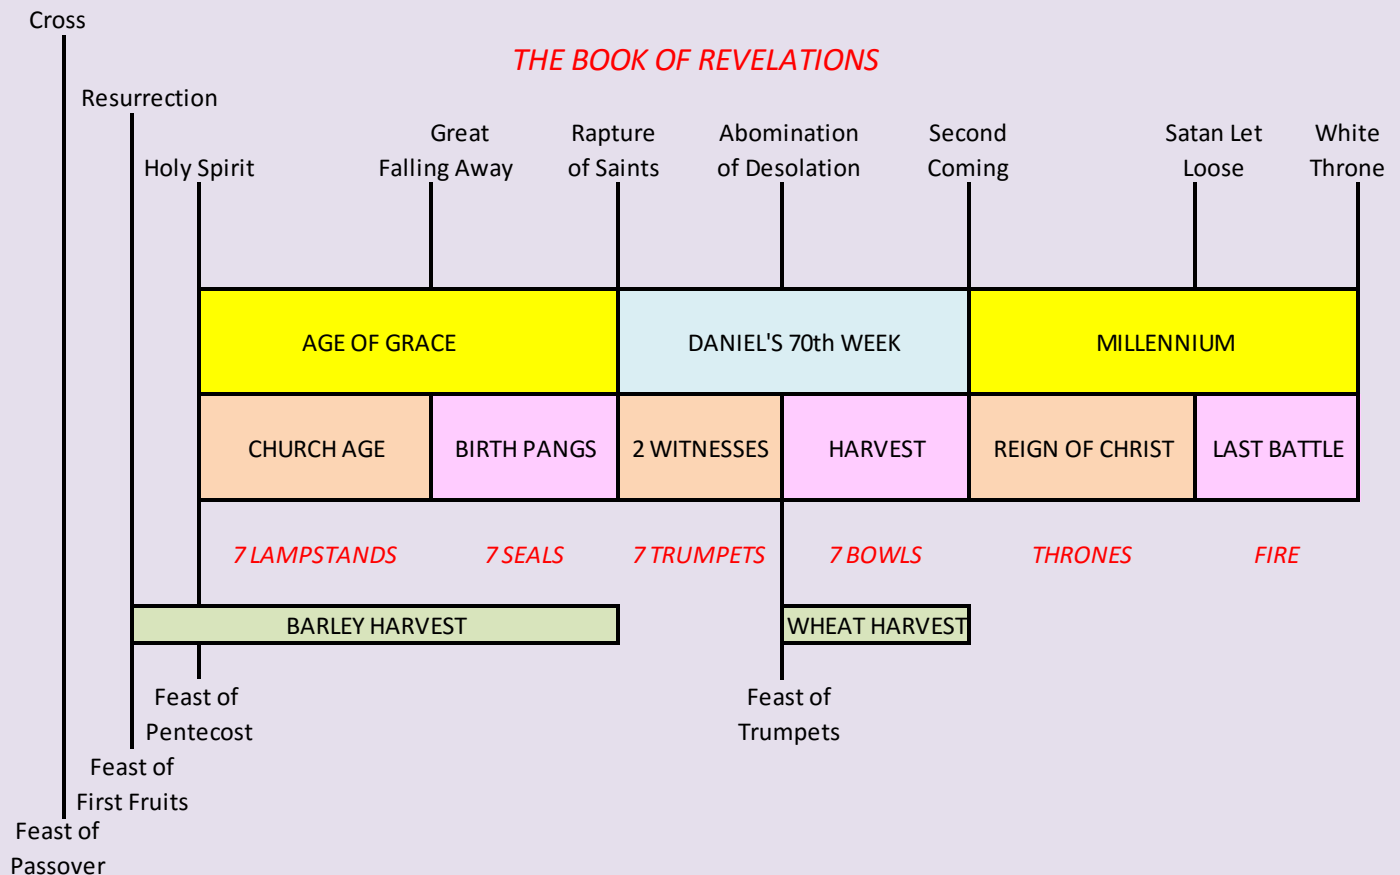 Cross
THE BOOK OF REVELATIONS
Resurrection
Great
Falling Away
Rapture
of Saints
Abomination
of Desolation
Second
Coming
Satan Let
Loose
White
Throne
Holy Spirit
AGE OF GRACE
DANIEL'S 70th WEEK
MILLENNIUM
CHURCH AGE
BIRTH PANGS
2 WITNESSES
HARVEST
REIGN OF CHRIST
LAST BATTLE
7 LAMPSTANDS
7 SEALS
7 TRUMPETS
7 BOWLS
THRONES
FIRE
BARLEY HARVEST
WHEAT HARVEST
Feast of
Pentecost
Feast of
Trumpets
Feast of
First Fruits
Feast of
Passover